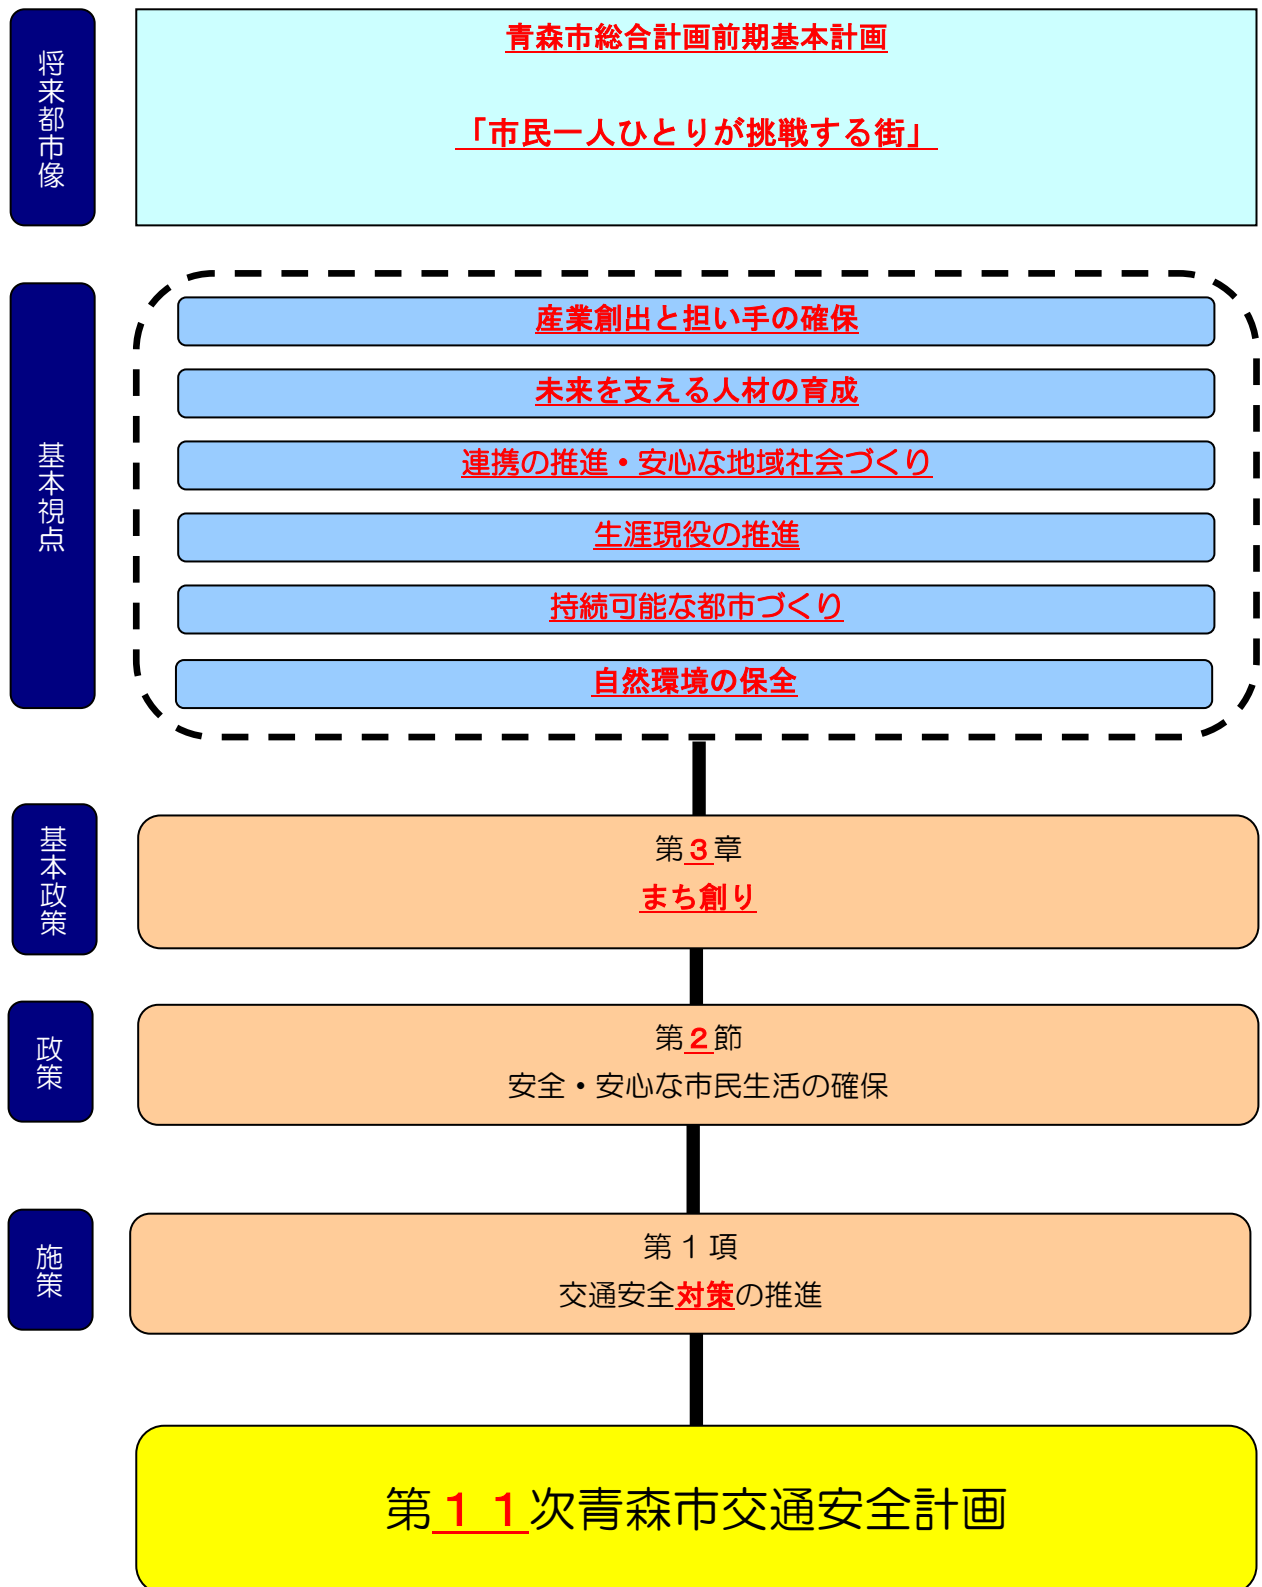 将来都市像
青森市総合計画前期基本計画
「市民一人ひとりが挑戦する街」
基本視点
産業創出と担い手の確保
未来を支える人材の育成
連携の推進・安心な地域社会づくり
生涯現役の推進
持続可能な都市づくり
自然環境の保全
基本政策
第３章
まち創り
政策
第２節
安全・安心な市民生活の確保
施策
第１項
交通安全対策の推進
第１１次青森市交通安全計画